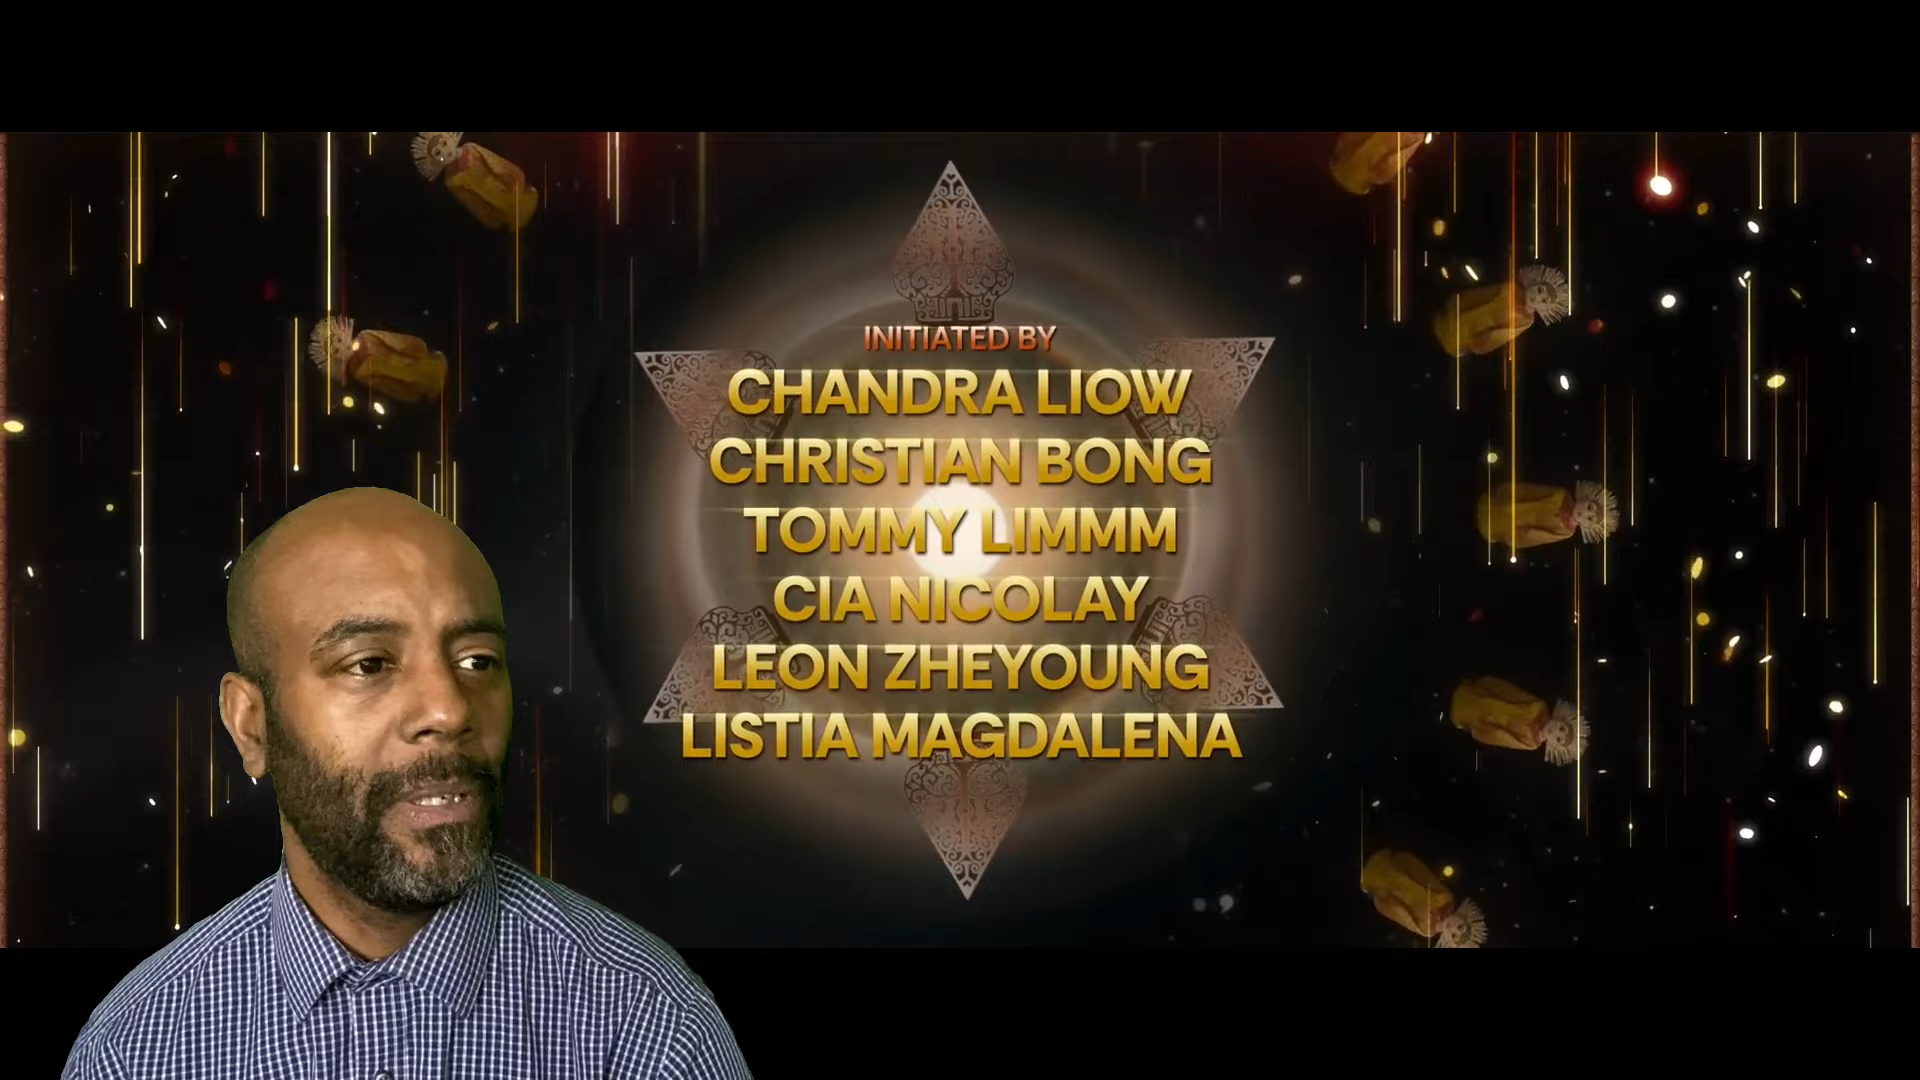 INITIATED BY
CHANDRA LIOW
CHRISTIAN BONG
TOMMY LIMMM
CIA NICOLAY
LEON ZHEYOUNG
LISTIA MAGDALENA